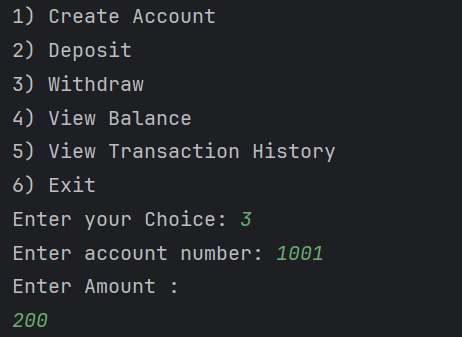 1) Create Account
2) Deposit
3) Withdraw
4) View Balance
5) View Transaction History
6) Exit
Enter your Choice: 3
Enter account number: 1001
Enter Amount :
200